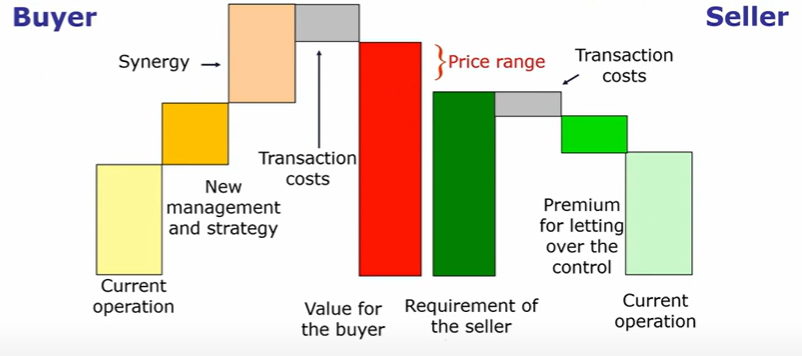 Buyer
Seller
Synergy
Price range
Transaction
costs
Transaction
costs
New
management
and strategy
Premium
for letting
over the
control
Current
operation
Value for
the buyer
Requirement of
the seller
Current
operation